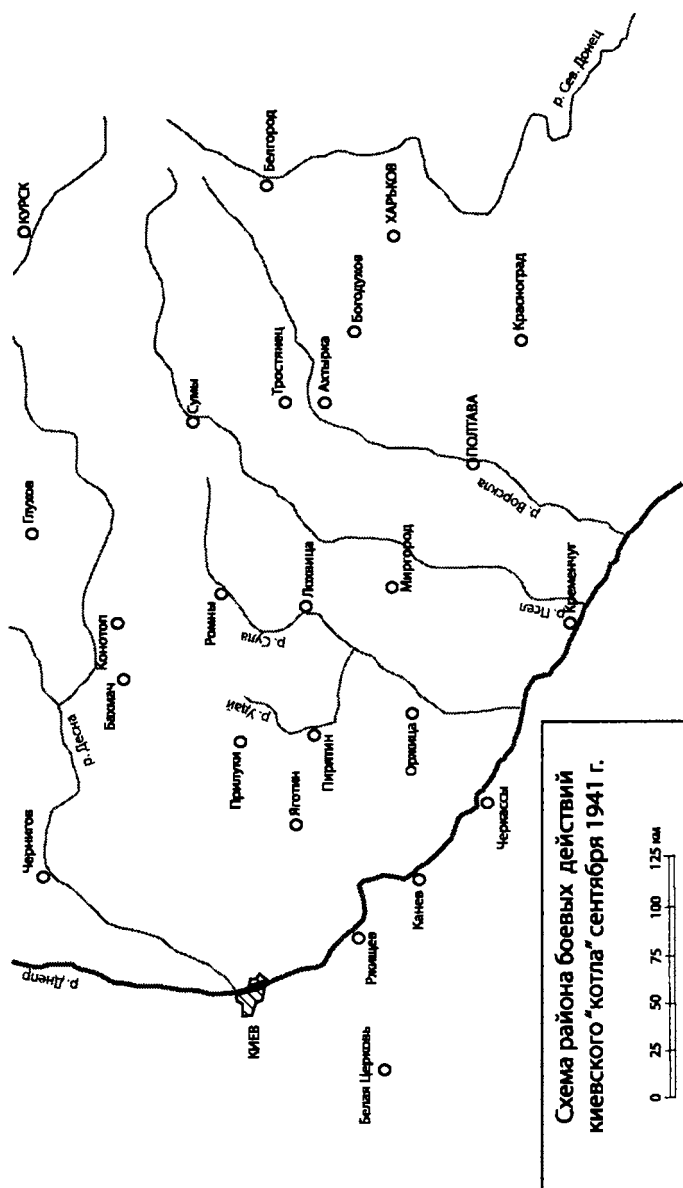 КУРСК
Глухов
Чернигов
р. Десна
Конотоп
Бахмач
р. Днепр
Белгород
Сумы
Ромны
р. Сула
Тростянец
Ахтырка
Лохвица
Прилуки
р. Удай
Яготин
Пирятин
КИЕВ
Богодухов
ХАРЬКОВ
р. Сев. Донец
Миргород
Ржищев
Белая Церковь
Канев
Оржица
ПОЛТАВА
р. Ворскла
Красноград
Черкассы
р. Псел
Кременчуг
Схема района боевых действий
киевского "котла" сентября 1941 г.
0 25 50 75 100 125 км